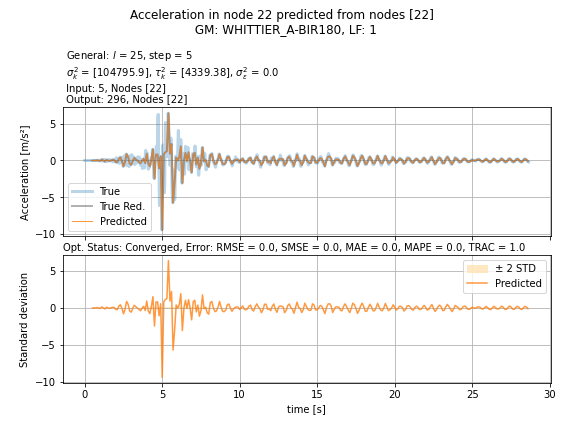 Acceleration in node 22 predicted from nodes [22]
GM: WHITTIER_A-BIR180, LF: 1
General: l = 25, step = 5
σ²ₖ = [104795.9], τ²ₖ = [4339.38], σ²_ε = 0.0
Input: 5, Nodes [22]
Output: 296, Nodes [22]
Acceleration [m/s²]
5
0
−5
−10
True
True Red.
Predicted
Opt. Status: Converged, Error: RMSE = 0.0, SMSE = 0.0, MAE = 0.0, MAPE = 0.0, TRAC = 1.0
Standard deviation
5
0
−5
−10
± 2 STD
Predicted
0 5 10 15 20 25 30
time [s]